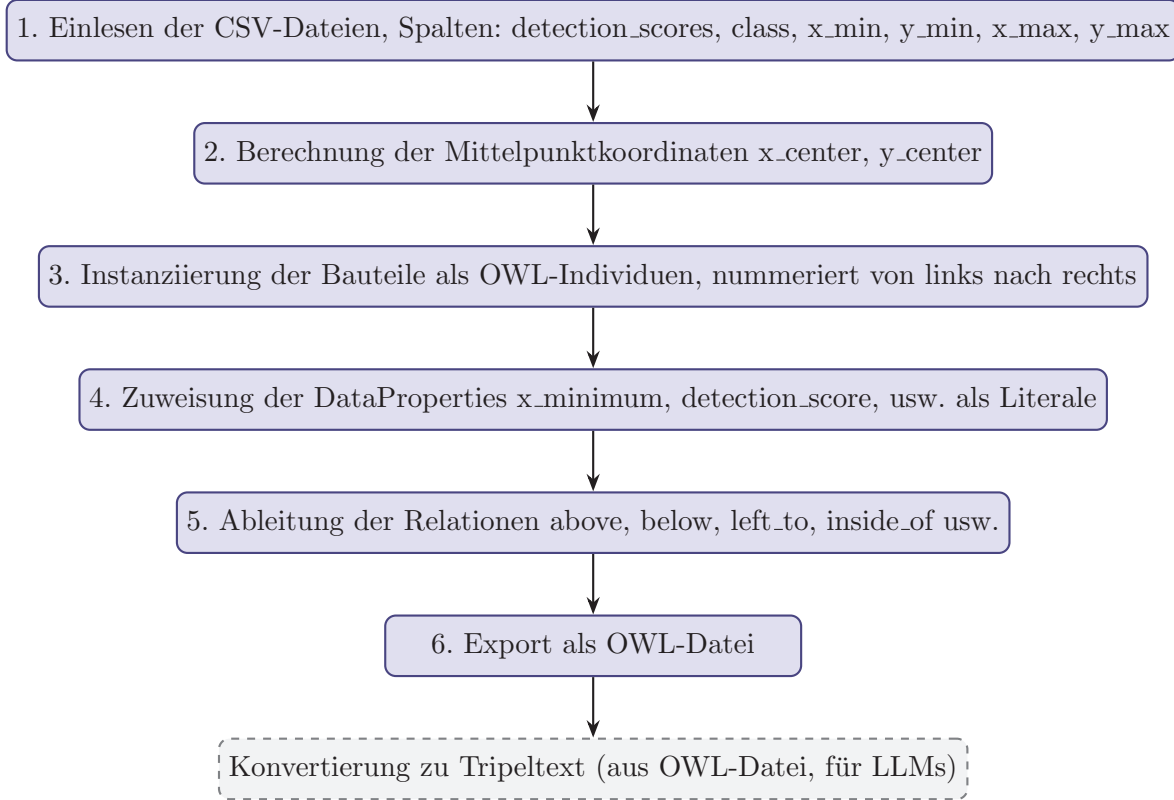 1. Einlesen der CSV-Dateien, Spalten: detection_scores, class, x_min, y_min, x_max, y_max
2. Berechnung der Mittelpunktkoordinaten x_center, y_center
3. Instanziierung der Bauteile als OWL-Individuen, nummeriert von links nach rechts
4. Zuweisung der DataProperties x_minimum, detection_score, usw. als Literale
5. Ableitung der Relationen above, below, left_to, inside_of usw.
6. Export als OWL-Datei
Konvertierung zu Tripeltext (aus OWL-Datei, für LLMs)